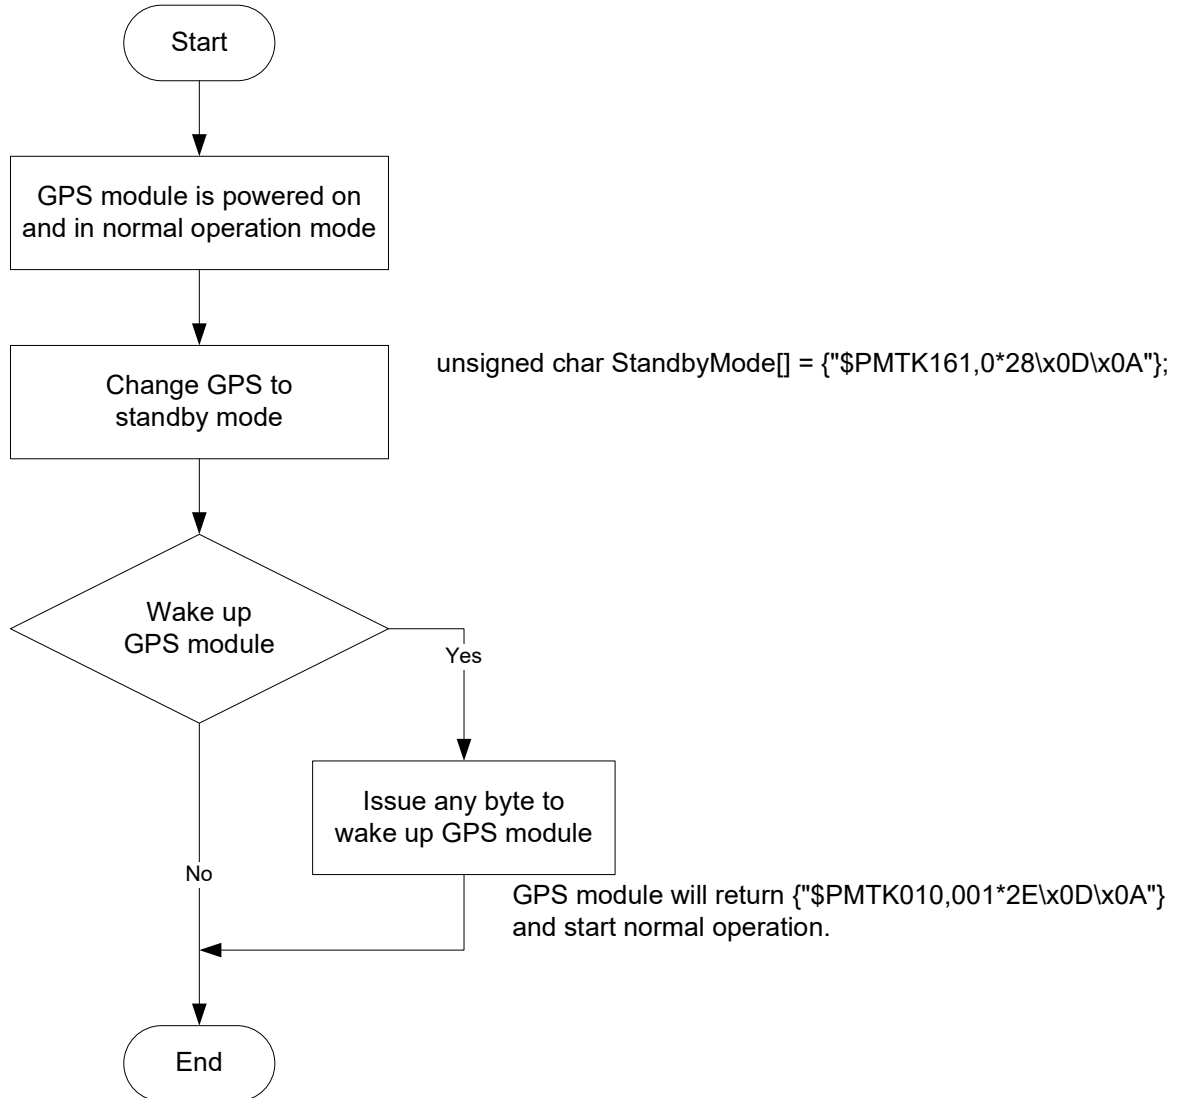 Start
GPS module is powered on
and in normal operation mode
Change GPS to
standby mode
unsigned char StandbyMode[] = {"$PMTK161,0*28\x0D\x0A"};
Wake up
GPS module
Yes
Issue any byte to
wake up GPS module
No
GPS module will return {"$PMTK010,001*2E\x0D\x0A"}
and start normal operation.
End